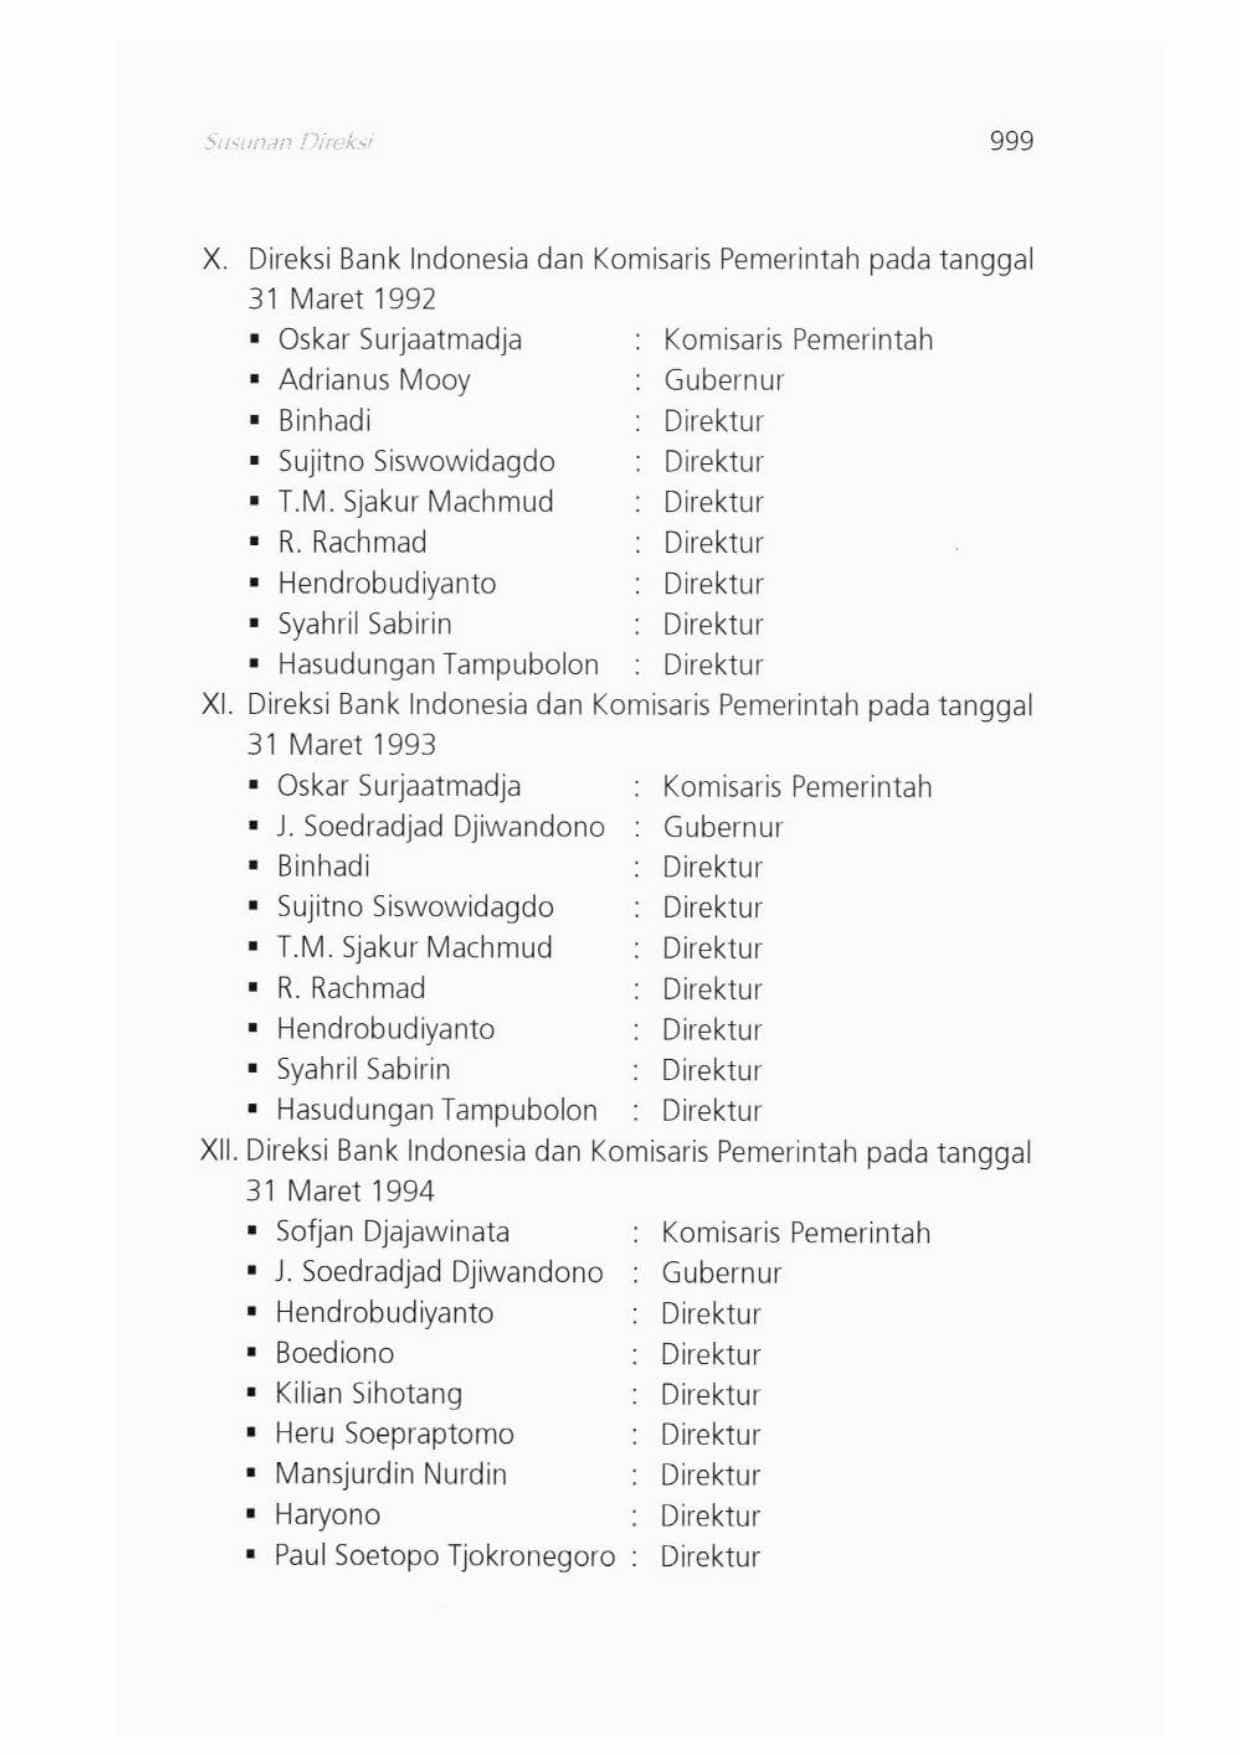 Susunan Direksi 999
X. Direksi Bank Indonesia dan Komisaris Pemerintah pada tanggal
31 Maret 1992
▪ Oskar Surjaatmadja : Komisaris Pemerintah
▪ Adrianus Mooy : Gubernur
▪ Binhadi : Direktur
▪ Sujitno Siswowidagdo : Direktur
▪ T.M. Sjakur Machmud : Direktur
▪ R. Rachmad : Direktur
▪ Hendrobudiyanto : Direktur
▪ Syahril Sabirin : Direktur
▪ Hasudungan Tampubolon : Direktur
XI. Direksi Bank Indonesia dan Komisaris Pemerintah pada tanggal
31 Maret 1993
▪ Oskar Surjaatmadja : Komisaris Pemerintah
▪ J. Soedradjad Djiwandono : Gubernur
▪ Binhadi : Direktur
▪ Sujitno Siswowidagdo : Direktur
▪ T.M. Sjakur Machmud : Direktur
▪ R. Rachmad : Direktur
▪ Hendrobudiyanto : Direktur
▪ Syahril Sabirin : Direktur
▪ Hasudungan Tampubolon : Direktur
XII. Direksi Bank Indonesia dan Komisaris Pemerintah pada tanggal
31 Maret 1994
▪ Sofjan Djajawinata : Komisaris Pemerintah
▪ J. Soedradjad Djiwandono : Gubernur
▪ Hendrobudiyanto : Direktur
▪ Boediono : Direktur
▪ Kilian Sihotang : Direktur
▪ Heru Soepraptomo : Direktur
▪ Mansjurdin Nurdin : Direktur
▪ Haryono : Direktur
▪ Paul Soetopo Tjokronegoro : Direktur